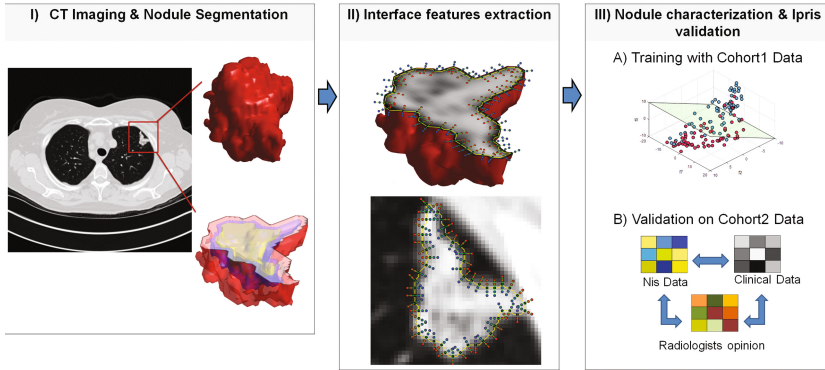 I) CT Imaging & Nodule Segmentation
II) Interface features extraction
III) Nodule characterization & Ipris
validation
A) Training with Cohort1 Data
B) Validation on Cohort2 Data
Nis Data
Clinical Data
Radiologists opinion